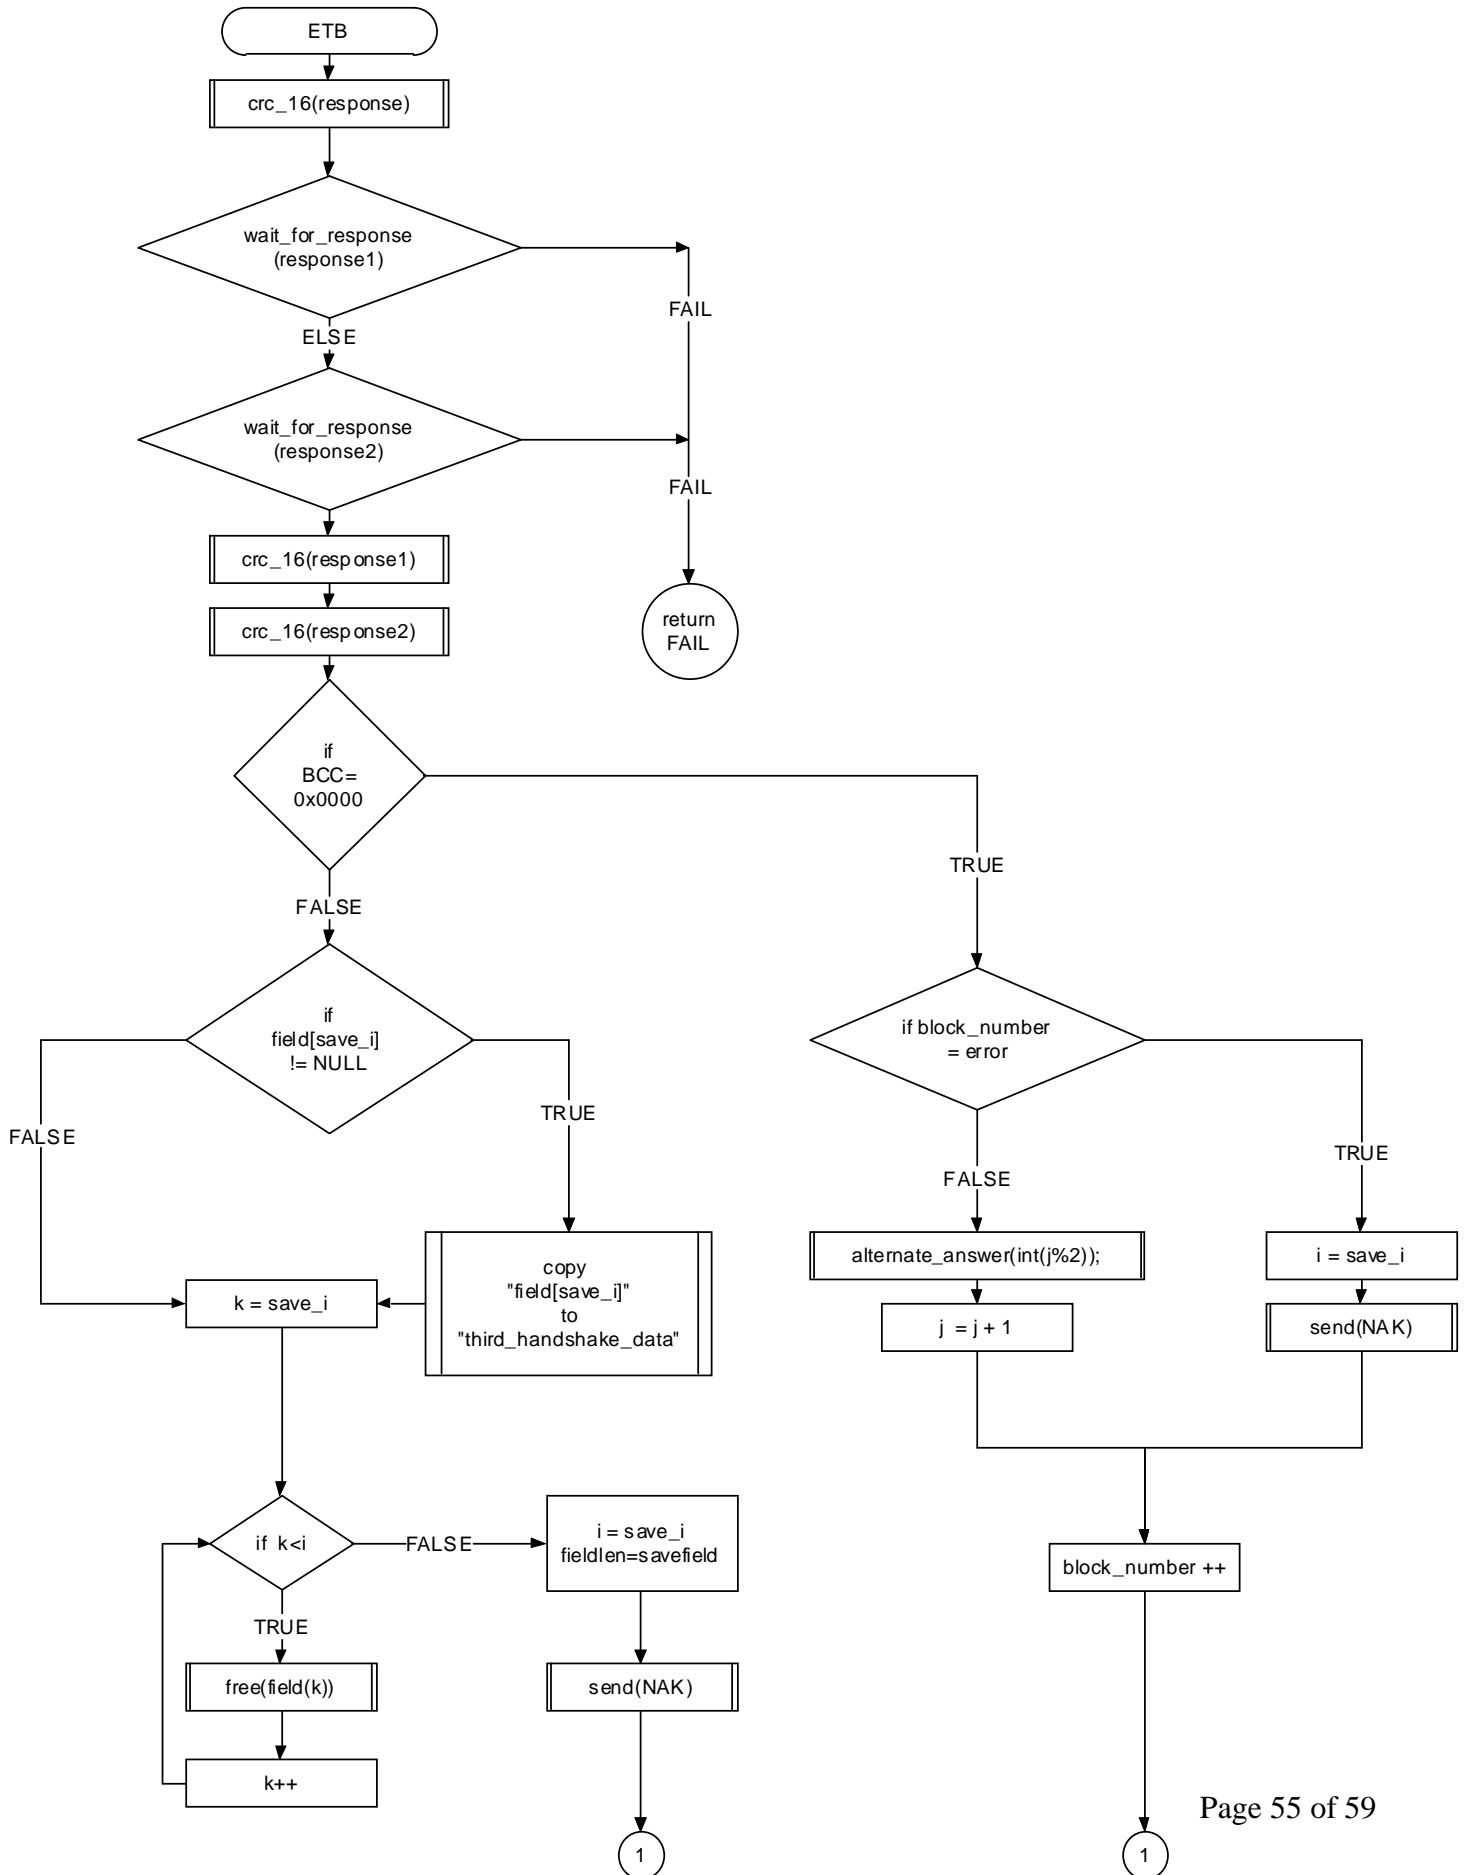 ETB
crc_16(response)
wait_for_response
(response1)
FAIL
ELSE
wait_for_response
(response2)
FAIL
crc_16(response1)
crc_16(response2)
return
FAIL
if
BCC=
0x0000
TRUE
FALSE
if
field[save_i]
!= NULL
if block_number
= error
FALSE
TRUE
TRUE
FALSE
copy
"field[save_i]"
to
"third_handshake_data"
k = save_i
alternate_answer(int(j%2));
i = save_i
j = j + 1
send(NAK)
if k<i
FALSE
i = save_i
fieldlen=savefield
block_number ++
TRUE
free(field(k))
send(NAK)
k++
Page 55 of 59
1
1